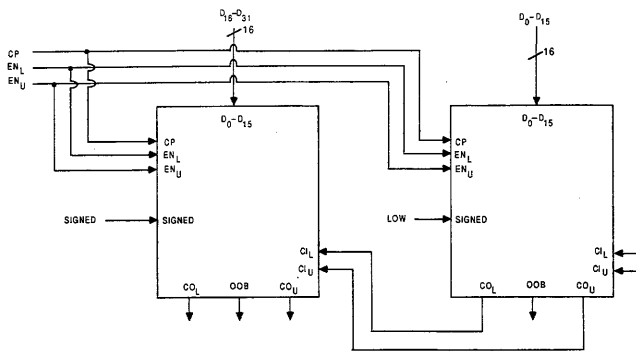 D16–D31
16
D0–D15
16
CP
ENL
ENU
D0–D15
CP
ENL
ENU
SIGNED
SIGNED
CIL
CIU
COL
OOB
COU
D0–D15
CP
ENL
ENU
LOW
SIGNED
CIL
CIU
COL
OOB
COU